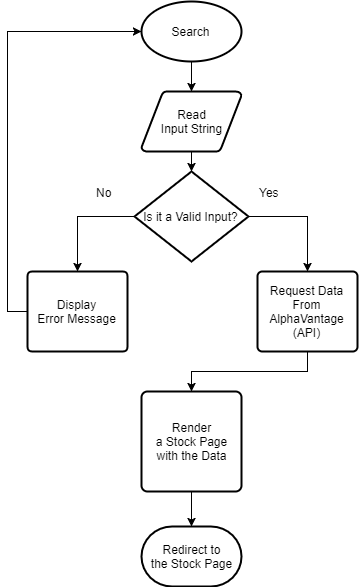 Search
Read
Input String
No
Yes
Is it a Valid Input?
Display
Error Message
Request Data
From
AlphaVantage
(API)
Render
a Stock Page
with the Data
Redirect to
the Stock Page